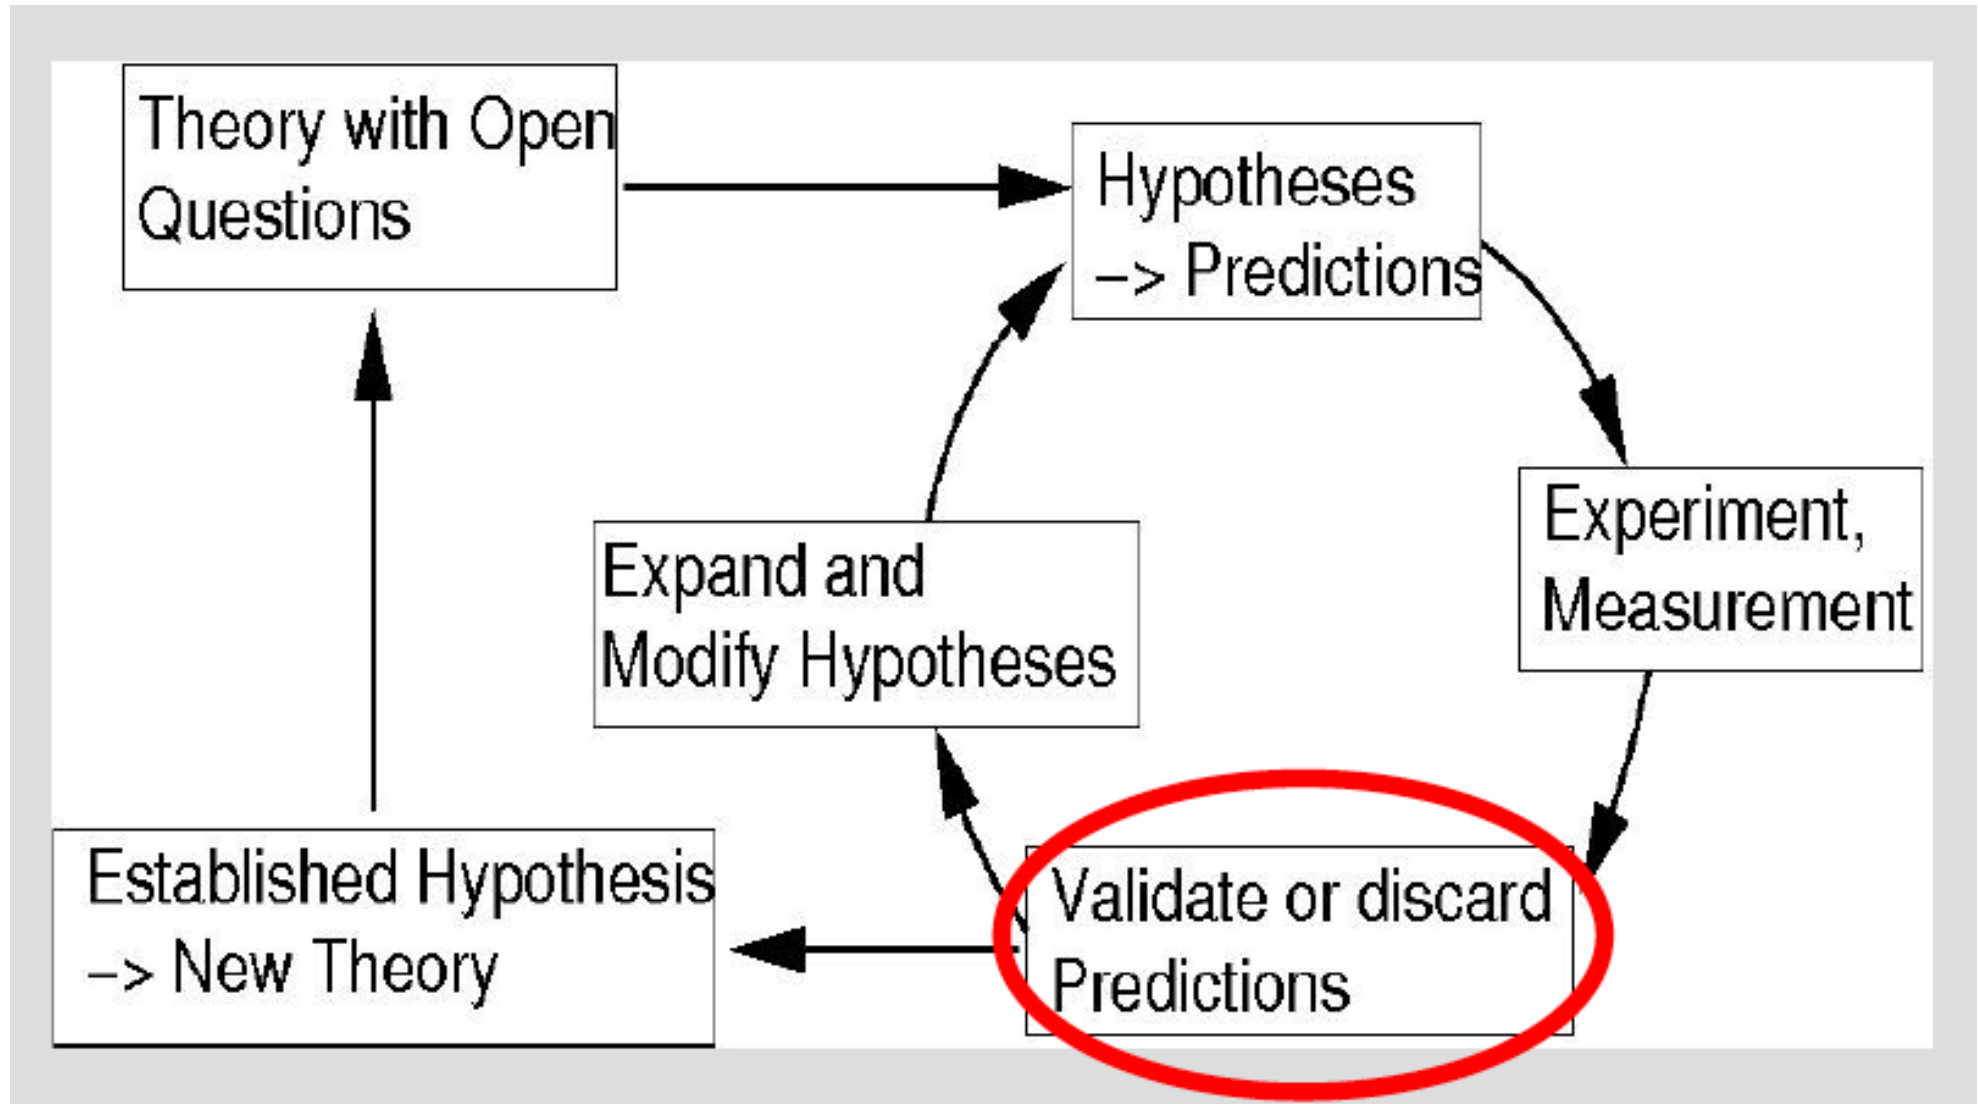 Theory with Open
Questions
Hypotheses
–> Predictions
Experiment,
Measurement
Expand and
Modify Hypotheses
Validate or discard
Predictions
Established Hypothesis
–> New Theory